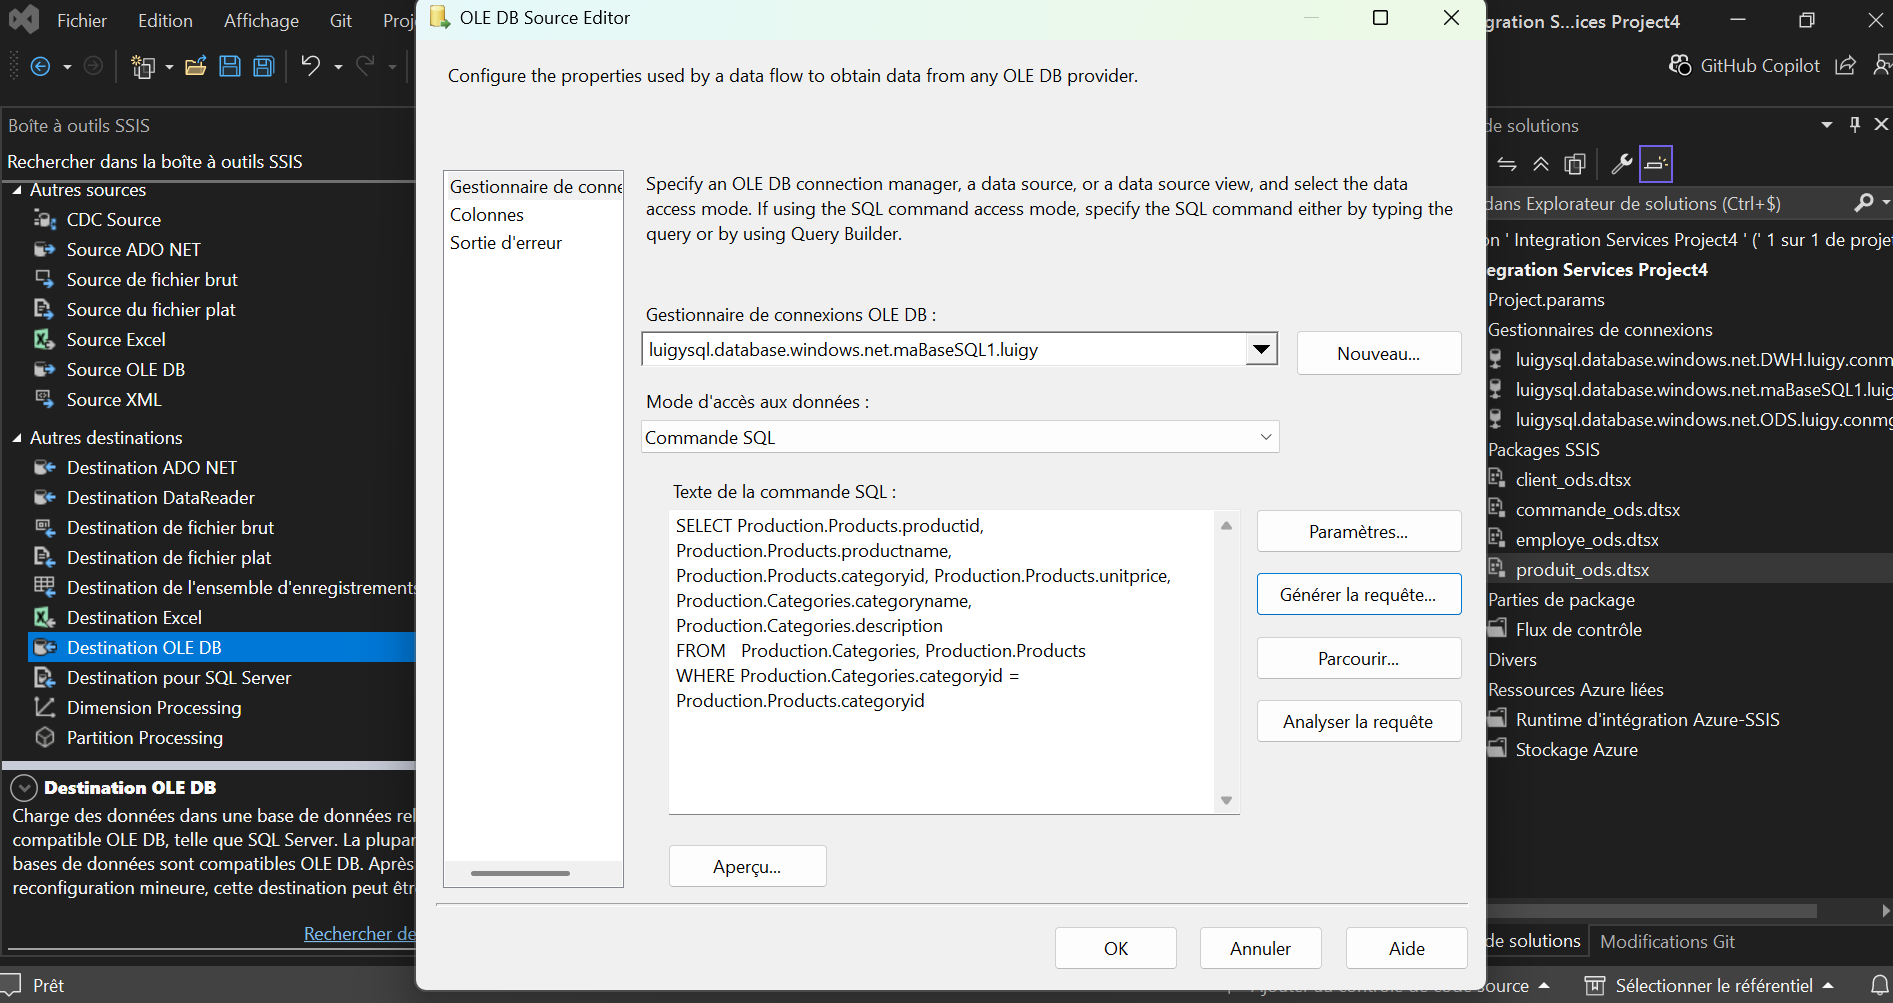 Fichier
Edition
Affichage
Git
OLE DB Source Editor
Configure the properties used by a data flow to obtain data from any OLE DB provider.
GitHub Copilot
Boîte à outils SSIS
Rechercher dans la boîte à outils SSIS
Autres sources
CDC Source
Source ADO NET
Source de fichier brut
Source du fichier plat
Source Excel
Source OLE DB
Source XML
Autres destinations
Destination ADO NET
Destination DataReader
Destination de fichier brut
Destination de fichier plat
Destination de l'ensemble d'enregistrements
Destination Excel
Destination OLE DB
Destination pour SQL Server
Dimension Processing
Partition Processing
Destination OLE DB
Charge des données dans une base de données
compatible OLE DB, telle que SQL Server. La
bases de données sont compatibles OLE DB. Après
reconfiguration mineure, cette destination peut
Rechercher
Prêt
Gestionnaire de
Colonnes
Sortie d'erreur
Specify an OLE DB connection manager, a data source, or a data source view, and select the data
access mode. If using the SQL command access mode, specify the SQL command either by typing the
query or by using Query Builder.
Gestionnaire de connexions OLE DB :
luigysql.database.windows.net.maBaseSQL1.luigy
Nouveau...
Mode d'accès aux données :
Commande SQL
Texte de la commande SQL :
SELECT Production.Products.productid,
Production.Products.productname,
Production.Products.categoryid, Production.Products.unitprice,
Production.Categories.categoryname,
Production.Categories.description
FROM   Production.Categories, Production.Products
WHERE Production.Categories.categoryid =
Production.Products.categoryid
Paramètres...
Générer la requête...
Parcourir...
Analyser la requête
Aperçu...
OK
Annuler
Aide
S...ices Project4
de solutions
dans Explorateur de solutions (Ctrl+$)
' Integration Services Project4 ' (' 1 sur 1 de
Services Project4
Project.params
Gestionnaires de connexions
luigysql.database.windows.net.DWH.luigy.conm
luigysql.database.windows.net.maBaseSQL1.luig
luigysql.database.windows.net.ODS.luigy.conm
Packages SSIS
client_ods.dtsx
commande_ods.dtsx
employe_ods.dtsx
produit_ods.dtsx
Parties de package
Flux de contrôle
Divers
Ressources Azure liées
Runtime d'intégration Azure-SSIS
Stockage Azure
de solutions
Modifications Git
Sélectionner le référentiel